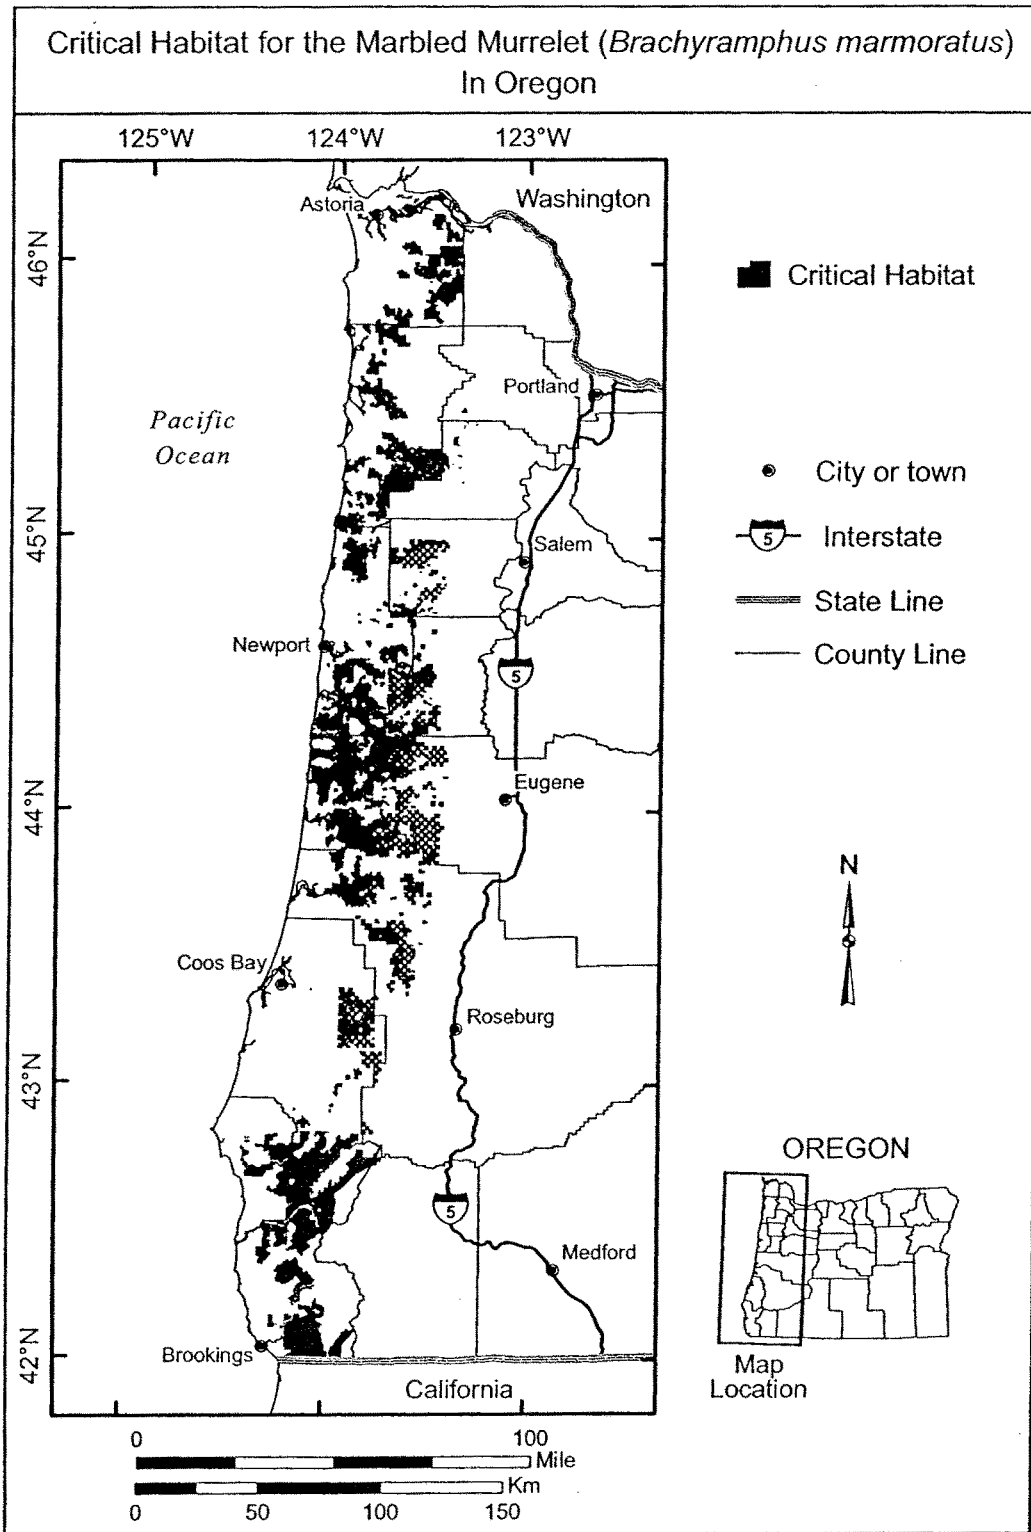 Critical Habitat for the Marbled Murrelet (Brachyramphus marmoratus)
In Oregon
125°W 124°W 123°W
Astoria
Washington
46°N
Critical Habitat
Portland
Pacific
Ocean
City or town
45°N
Salem
5 Interstate
State Line
Newport
County Line
5
Eugene
44°N
N
Coos Bay
Roseburg
43°N
OREGON
5
Medford
42°N
Brookings
California
Map
Location
0 100
Mile
Km
0 50 100 150